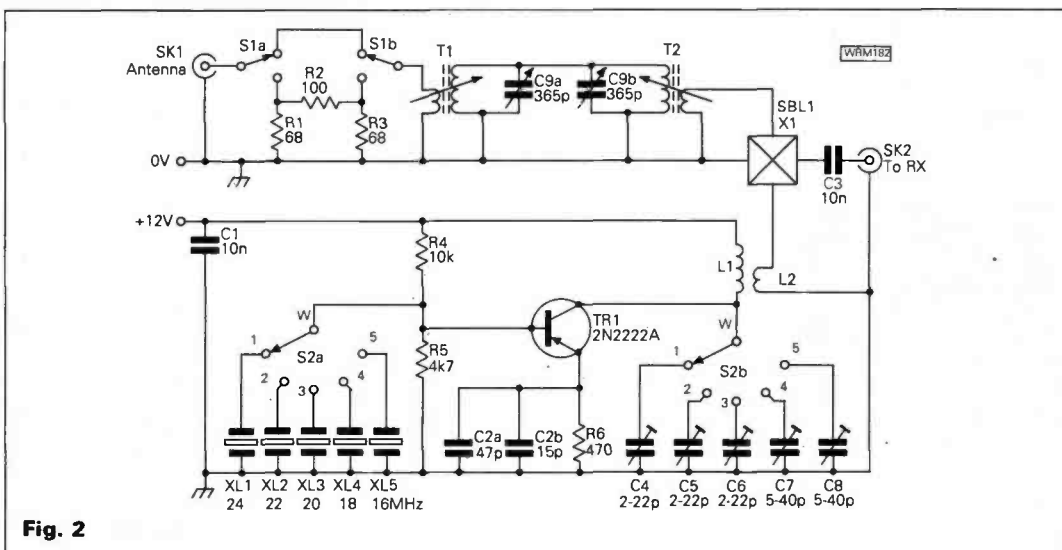 SK1
Antenna
S1a
S1b
R2
100
R1
68
R3
68
0V
T1
C9a
365p
C9b
365p
T2
WRM182
SBL1
X1
C3
10n
SK2
To RX
+12V
C1
10n
R4
10k
R5
4k7
W
1
S2a
2
3
4
5
TR1
2N2222A
L1
L2
W
1
S2b
2
3
4
5
C2a
47p
C2b
15p
R6
470
XL1
24
XL2
22
XL3
20
XL4
18
XL5
16MHz
C4
2-22p
C5
2-22p
C6
2-22p
C7
5-40p
C8
5-40p
Fig. 2